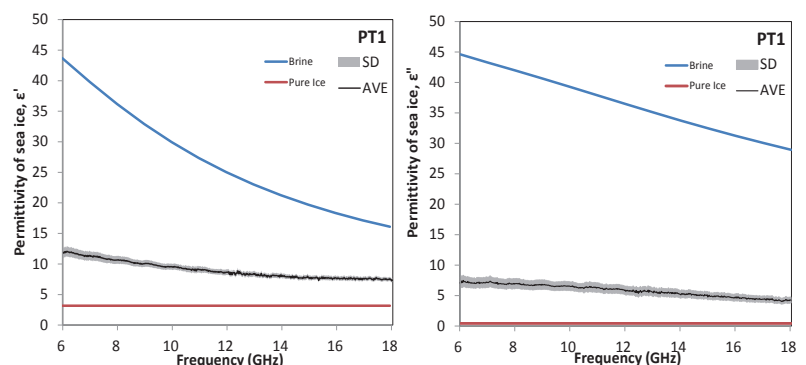 PT1
Brine
SD
Pure Ice
AVE
Permittivity of sea ice, ε'
50
45
40
35
30
25
20
15
10
5
0
6
8
10
12
14
16
18
Frequency (GHz)
PT1
Brine
SD
Pure Ice
AVE
Permittivity of sea ice, ε"
50
45
40
35
30
25
20
15
10
5
0
6
8
10
12
14
16
18
Frequency (GHz)